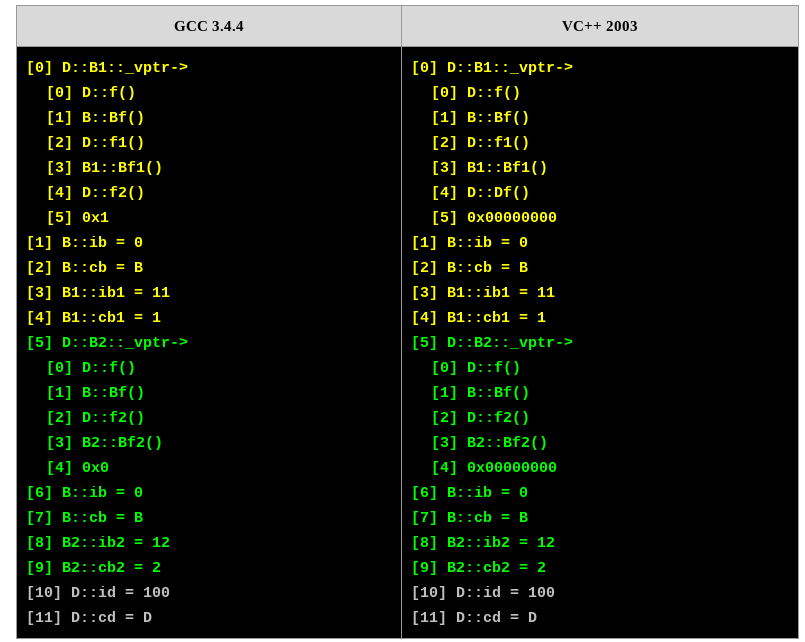 GCC 3.4.4
[0] D::B1::_vptr->
[0] D::f()
[1] B::Bf()
[2] D::f1()
[3] B1::Bf1()
[4] D::f2()
[5] 0x1
[1] B::ib = 0
[2] B::cb = B
[3] B1::ib1 = 11
[4] B1::cb1 = 1
[5] D::B2::_vptr->
[0] D::f()
[1] B::Bf()
[2] D::f2()
[3] B2::Bf2()
[4] 0x0
[6] B::ib = 0
[7] B::cb = B
[8] B2::ib2 = 12
[9] B2::cb2 = 2
[10] D::id = 100
[11] D::cd = D
VC++ 2003
[0] D::B1::_vptr->
[0] D::f()
[1] B::Bf()
[2] D::f1()
[3] B1::Bf1()
[4] D::Df()
[5] 0x00000000
[1] B::ib = 0
[2] B::cb = B
[3] B1::ib1 = 11
[4] B1::cb1 = 1
[5] D::B2::_vptr->
[0] D::f()
[1] B::Bf()
[2] D::f2()
[3] B2::Bf2()
[4] 0x00000000
[6] B::ib = 0
[7] B::cb = B
[8] B2::ib2 = 12
[9] B2::cb2 = 2
[10] D::id = 100
[11] D::cd = D